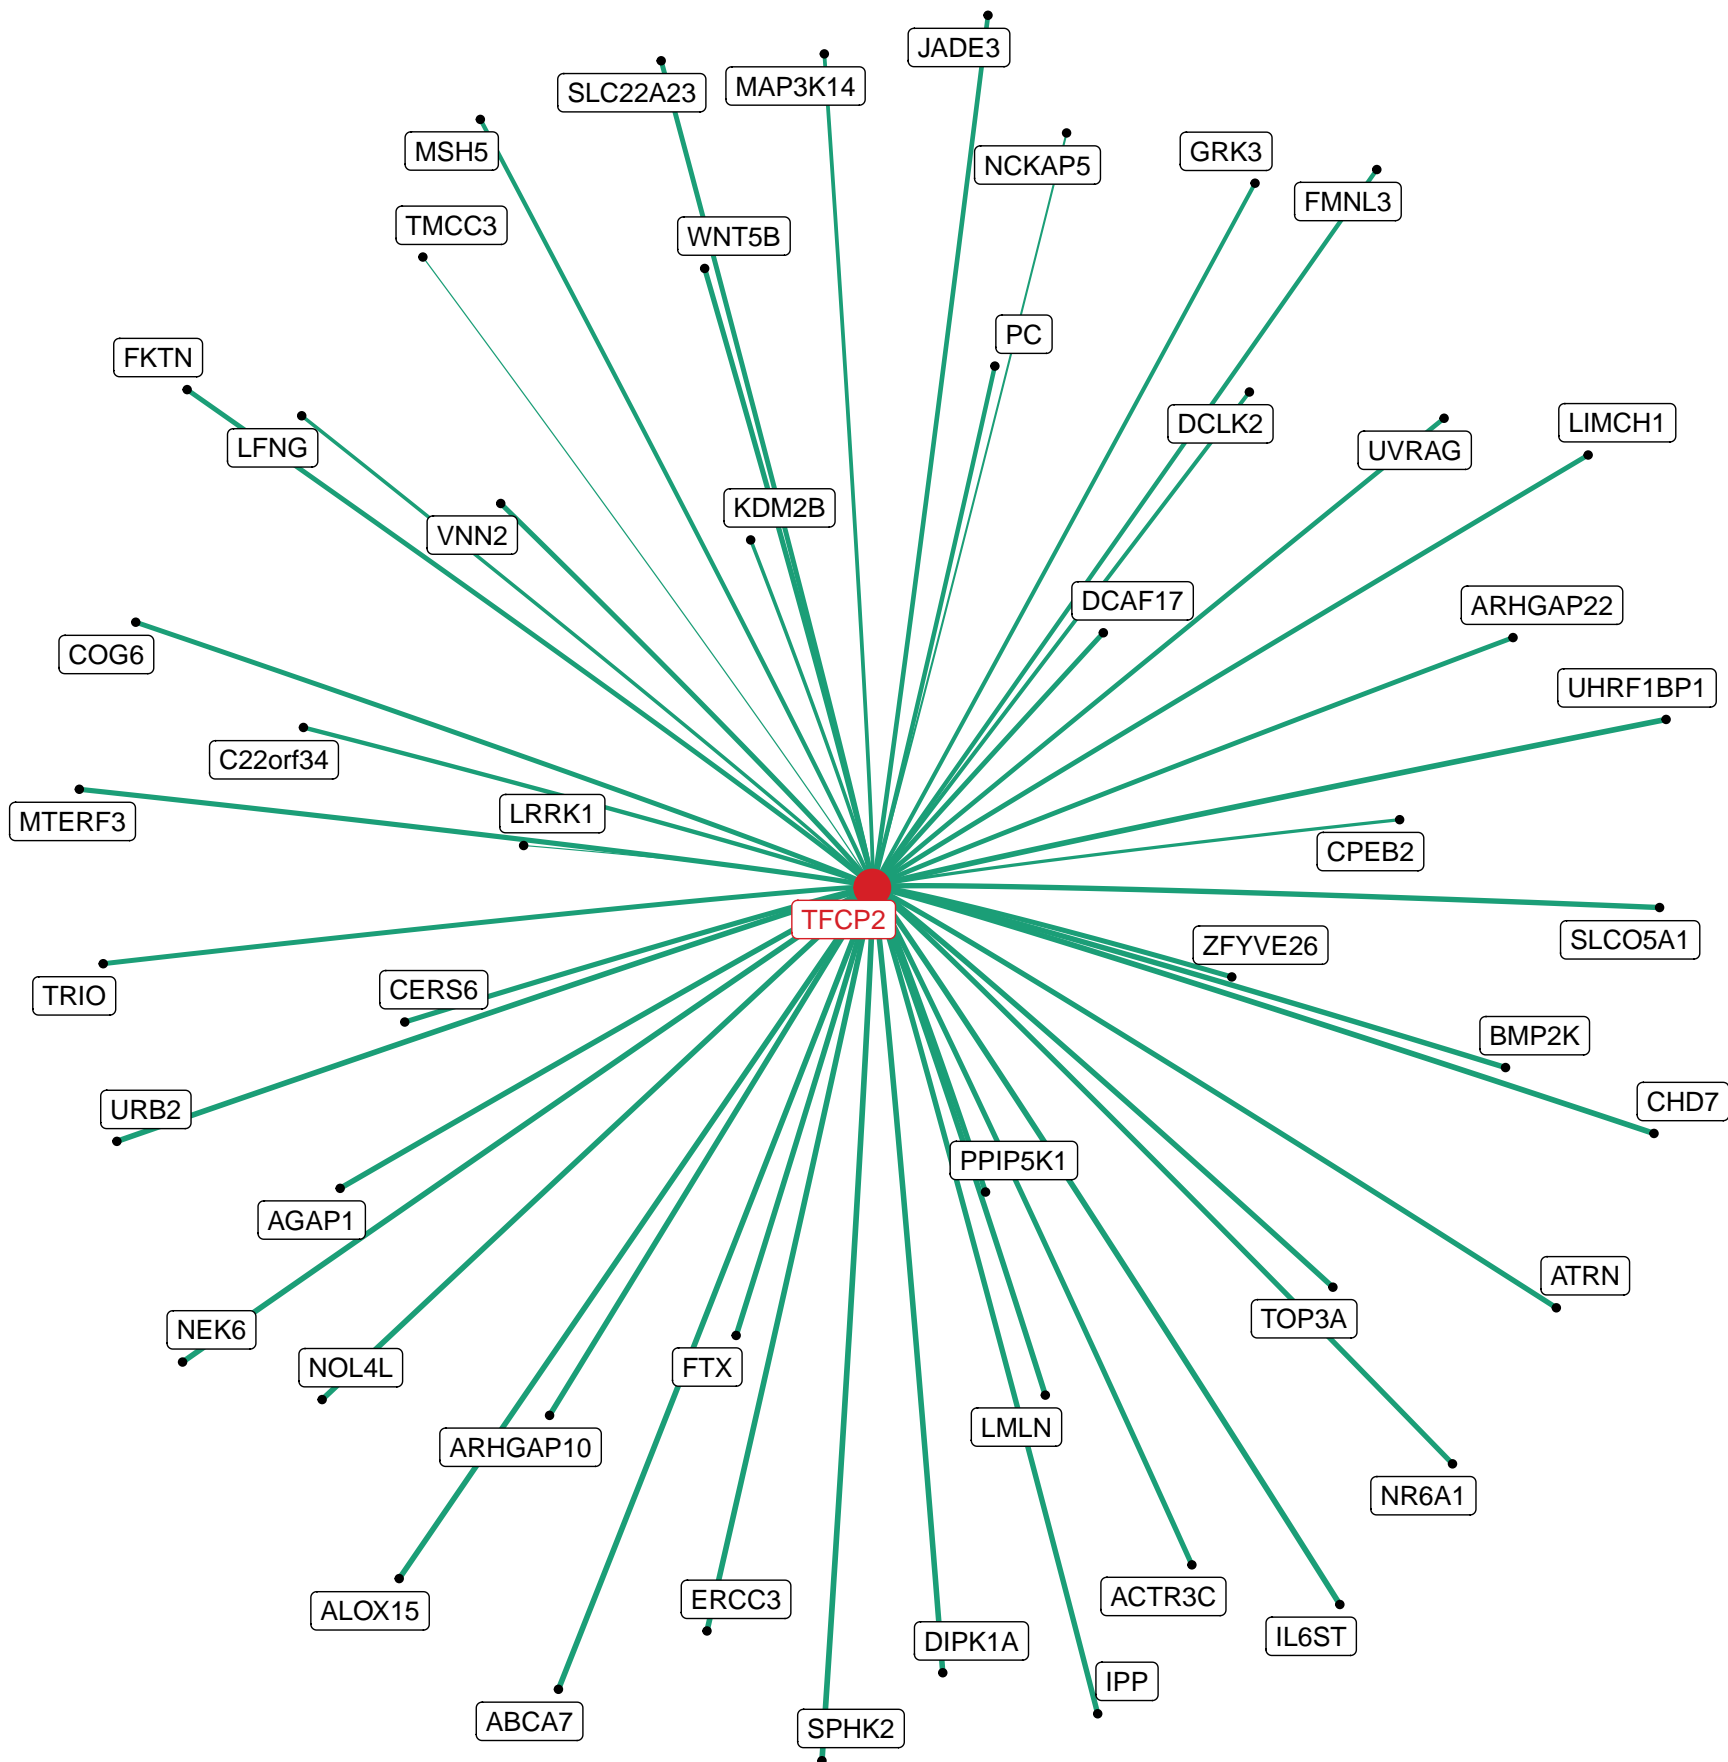 JADE3
SLC22A23
MAP3K14
MSH5
NCKAP5
GRK3
FMNL3
TMCC3
WNT5B
PC
FKTN
LFNG
DCLK2
UVRAG
LIMCH1
KDM2B
VNN2
DCAF17
ARHGAP22
COG6
UHRF1BP1
C22orf34
LRRK1
MTERF3
CPEB2
TFCP2
SLCO5A1
ZFYVE26
TRIO
CERS6
BMP2K
URB2
CHD7
PPIP5K1
AGAP1
ATRN
TOP3A
NEK6
NOL4L
FTX
LMLN
ARHGAP10
NR6A1
ACTR3C
ERCC3
ALOX15
IL6ST
DIPK1A
IPP
ABCA7
SPHK2